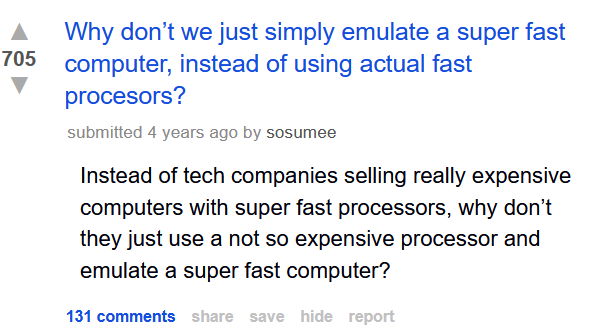 Why don’t we just simply emulate a super fast
705
computer, instead of using actual fast
procesors?
submitted 4 years ago by sosumee
Instead of tech companies selling really expensive
computers with super fast processors, why don’t
they just use a not so expensive processor and
emulate a super fast computer?
131 comments share save hide report